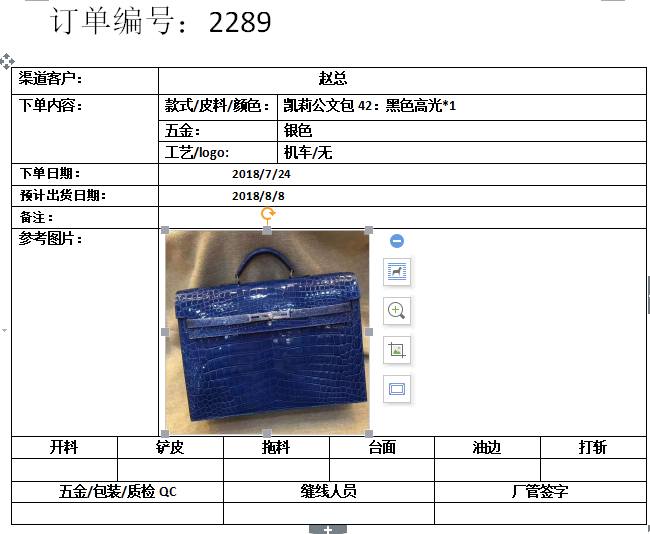 订单编号：2289
渠道客户： 赵总
下单内容： 款式/皮料/颜色： 凯莉公文包 42：黑色高光*1
五金： 银色
工艺/logo: 机车/无
下单日期： 2018/7/24
预计出货日期： 2018/8/8
备注：
参考图片：
开料 铲皮 拖料 台面 油边 打斩
五金/包装/质检 QC 缝线人员 厂管签字